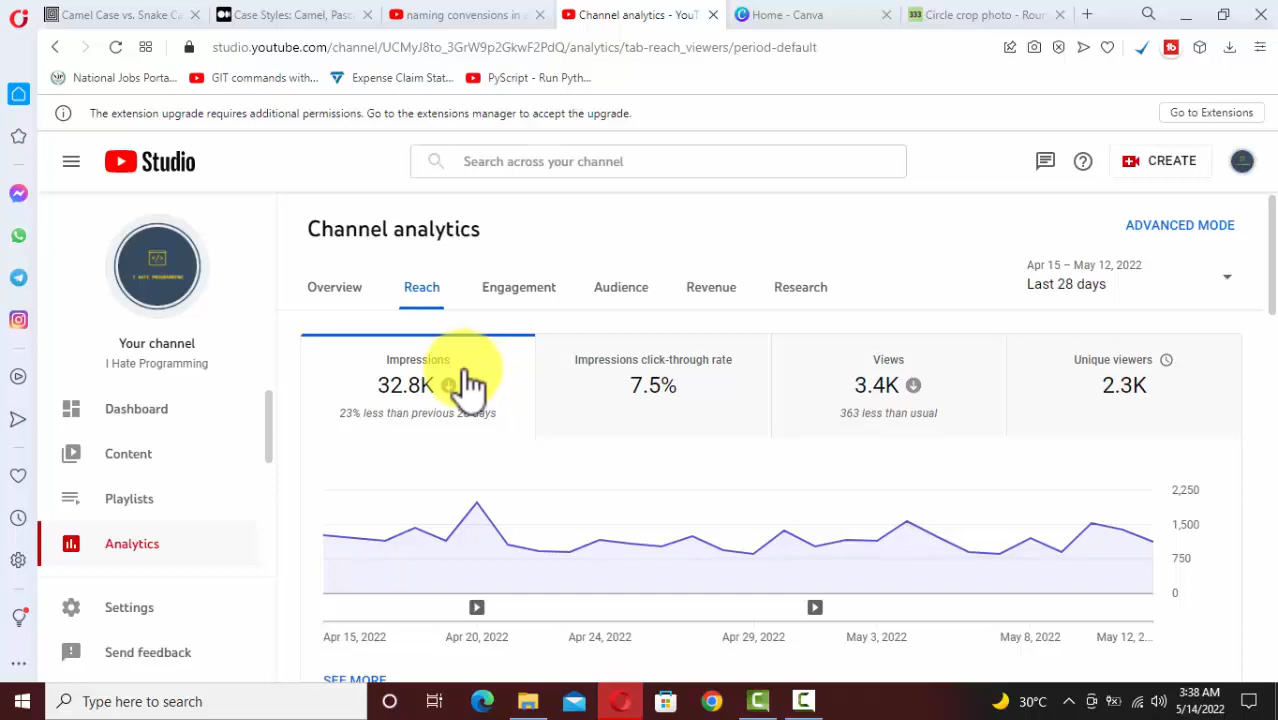 Camel Case vs. Snake Ca
Case Styles: Camel, Pasc
naming conventions in a
Channel analytics - YouT
Home - Canva
Circle crop photo - Roun
studio.youtube.com/channel/UCMyJ8to_3GrW9p2GkwF2PdQ/analytics/tab-reach_viewers/period-default
National Jobs Porta...
GIT commands with...
Expense Claim Stat...
PyScript - Run Pyth...
The extension upgrade requires additional permissions. Go to the extensions manager to accept the upgrade.
Go to Extensions
Studio
Search across your channel
CREATE
Channel analytics
ADVANCED MODE
Apr 15 – May 12, 2022
Last 28 days
Overview
Reach
Engagement
Audience
Revenue
Research
I HATE PROGRAMMING
Your channel
I Hate Programming
Dashboard
Content
Playlists
Analytics
Settings
Send feedback
Impressions
32.8K
23% less than previous 28 days
Impressions click-through rate
7.5%
Views
3.4K
363 less than usual
Unique viewers
2.3K
2,250
1,500
750
0
Apr 15, 2022
Apr 20, 2022
Apr 24, 2022
Apr 29, 2022
May 3, 2022
May 8, 2022
May 12, 2...
SEE MORE
Type here to search
30°C
3:38 AM
5/14/2022